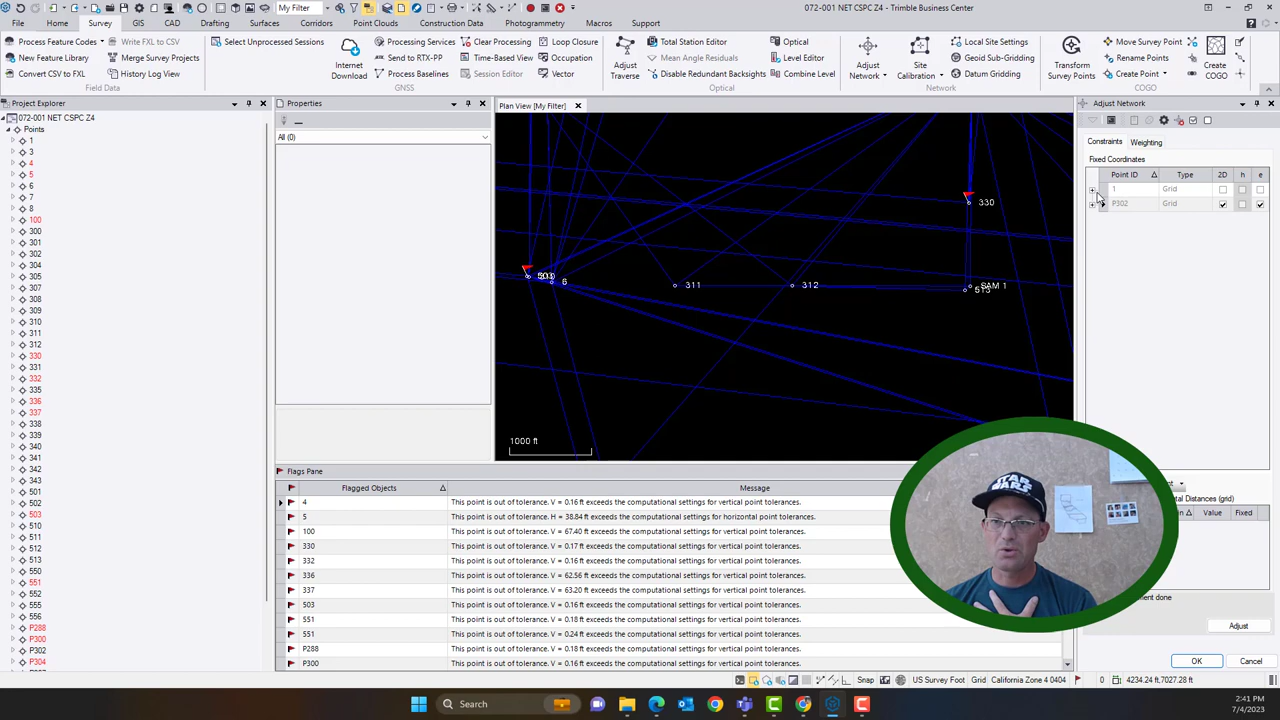 072-001 NET CSPC Z4 - Trimble Business Center
My Filter
File Home Survey GIS CAD Drafting Surfaces Corridors Point Clouds Construction Data Photogrammetry Macros Support
Process Feature Codes Write FXL to CSV Select Unprocessed Sessions Processing Services Clear Processing Loop Closure Total Station Editor Optical Local Site Settings Move Survey Point
New Feature Library Merge Survey Projects Send to RTX-PP Time-Based View Occupation Mean Angle Residuals Level Editor Geoid Sub-Gridding Rename Points
Convert CSV to FXL History Log View Internet Download Process Baselines Session Editor Vector Adjust Traverse Disable Redundant Backsights Combine Level Adjust Network Site Calibration Datum Gridding Transform Survey Points Create Point Create COGO
Field Data GNSS Optical Network COGO
Project Explorer
072-001 NET CSPC Z4
Points
1
3
4
5
6
7
8
100
300
301
302
304
305
307
308
309
310
311
312
330
331
332
335
336
337
338
339
340
341
342
343
501
502
503
510
511
512
513
550
551
552
555
556
P288
P300
P302
P304
Properties
All (0)
Plan View [My Filter]
330
6
311
312
SAM 1
1000 ft
Flags Pane
Flagged Objects Message
4 This point is out of tolerance. V = 0.16 ft exceeds the computational settings for vertical point tolerances.
5 This point is out of tolerance. H = 38.84 ft exceeds the computational settings for horizontal point tolerances.
100 This point is out of tolerance. V = 67.40 ft exceeds the computational settings for vertical point tolerances.
330 This point is out of tolerance. V = 0.17 ft exceeds the computational settings for vertical point tolerances.
332 This point is out of tolerance. V = 0.16 ft exceeds the computational settings for vertical point tolerances.
336 This point is out of tolerance. V = 62.56 ft exceeds the computational settings for vertical point tolerances.
337 This point is out of tolerance. V = 63.20 ft exceeds the computational settings for vertical point tolerances.
503 This point is out of tolerance. V = 0.16 ft exceeds the computational settings for vertical point tolerances.
551 This point is out of tolerance. V = 0.18 ft exceeds the computational settings for vertical point tolerances.
551 This point is out of tolerance. V = 0.24 ft exceeds the computational settings for vertical point tolerances.
P288 This point is out of tolerance. V = 0.18 ft exceeds the computational settings for vertical point tolerances.
P300 This point is out of tolerance. V = 0.16 ft exceeds the computational settings for vertical point tolerances.
Adjust Network
Constraints Weighting
Fixed Coordinates
Point ID Type 2D h e
1 Grid
P302 Grid
Distances (grid)
Value Fixed
done
Adjust
OK Cancel
STAR WARS
Snap US Survey Foot Grid California Zone 4 0404 0 4234.24 ft,7027.28 ft
Search
2:41 PM
7/4/2023